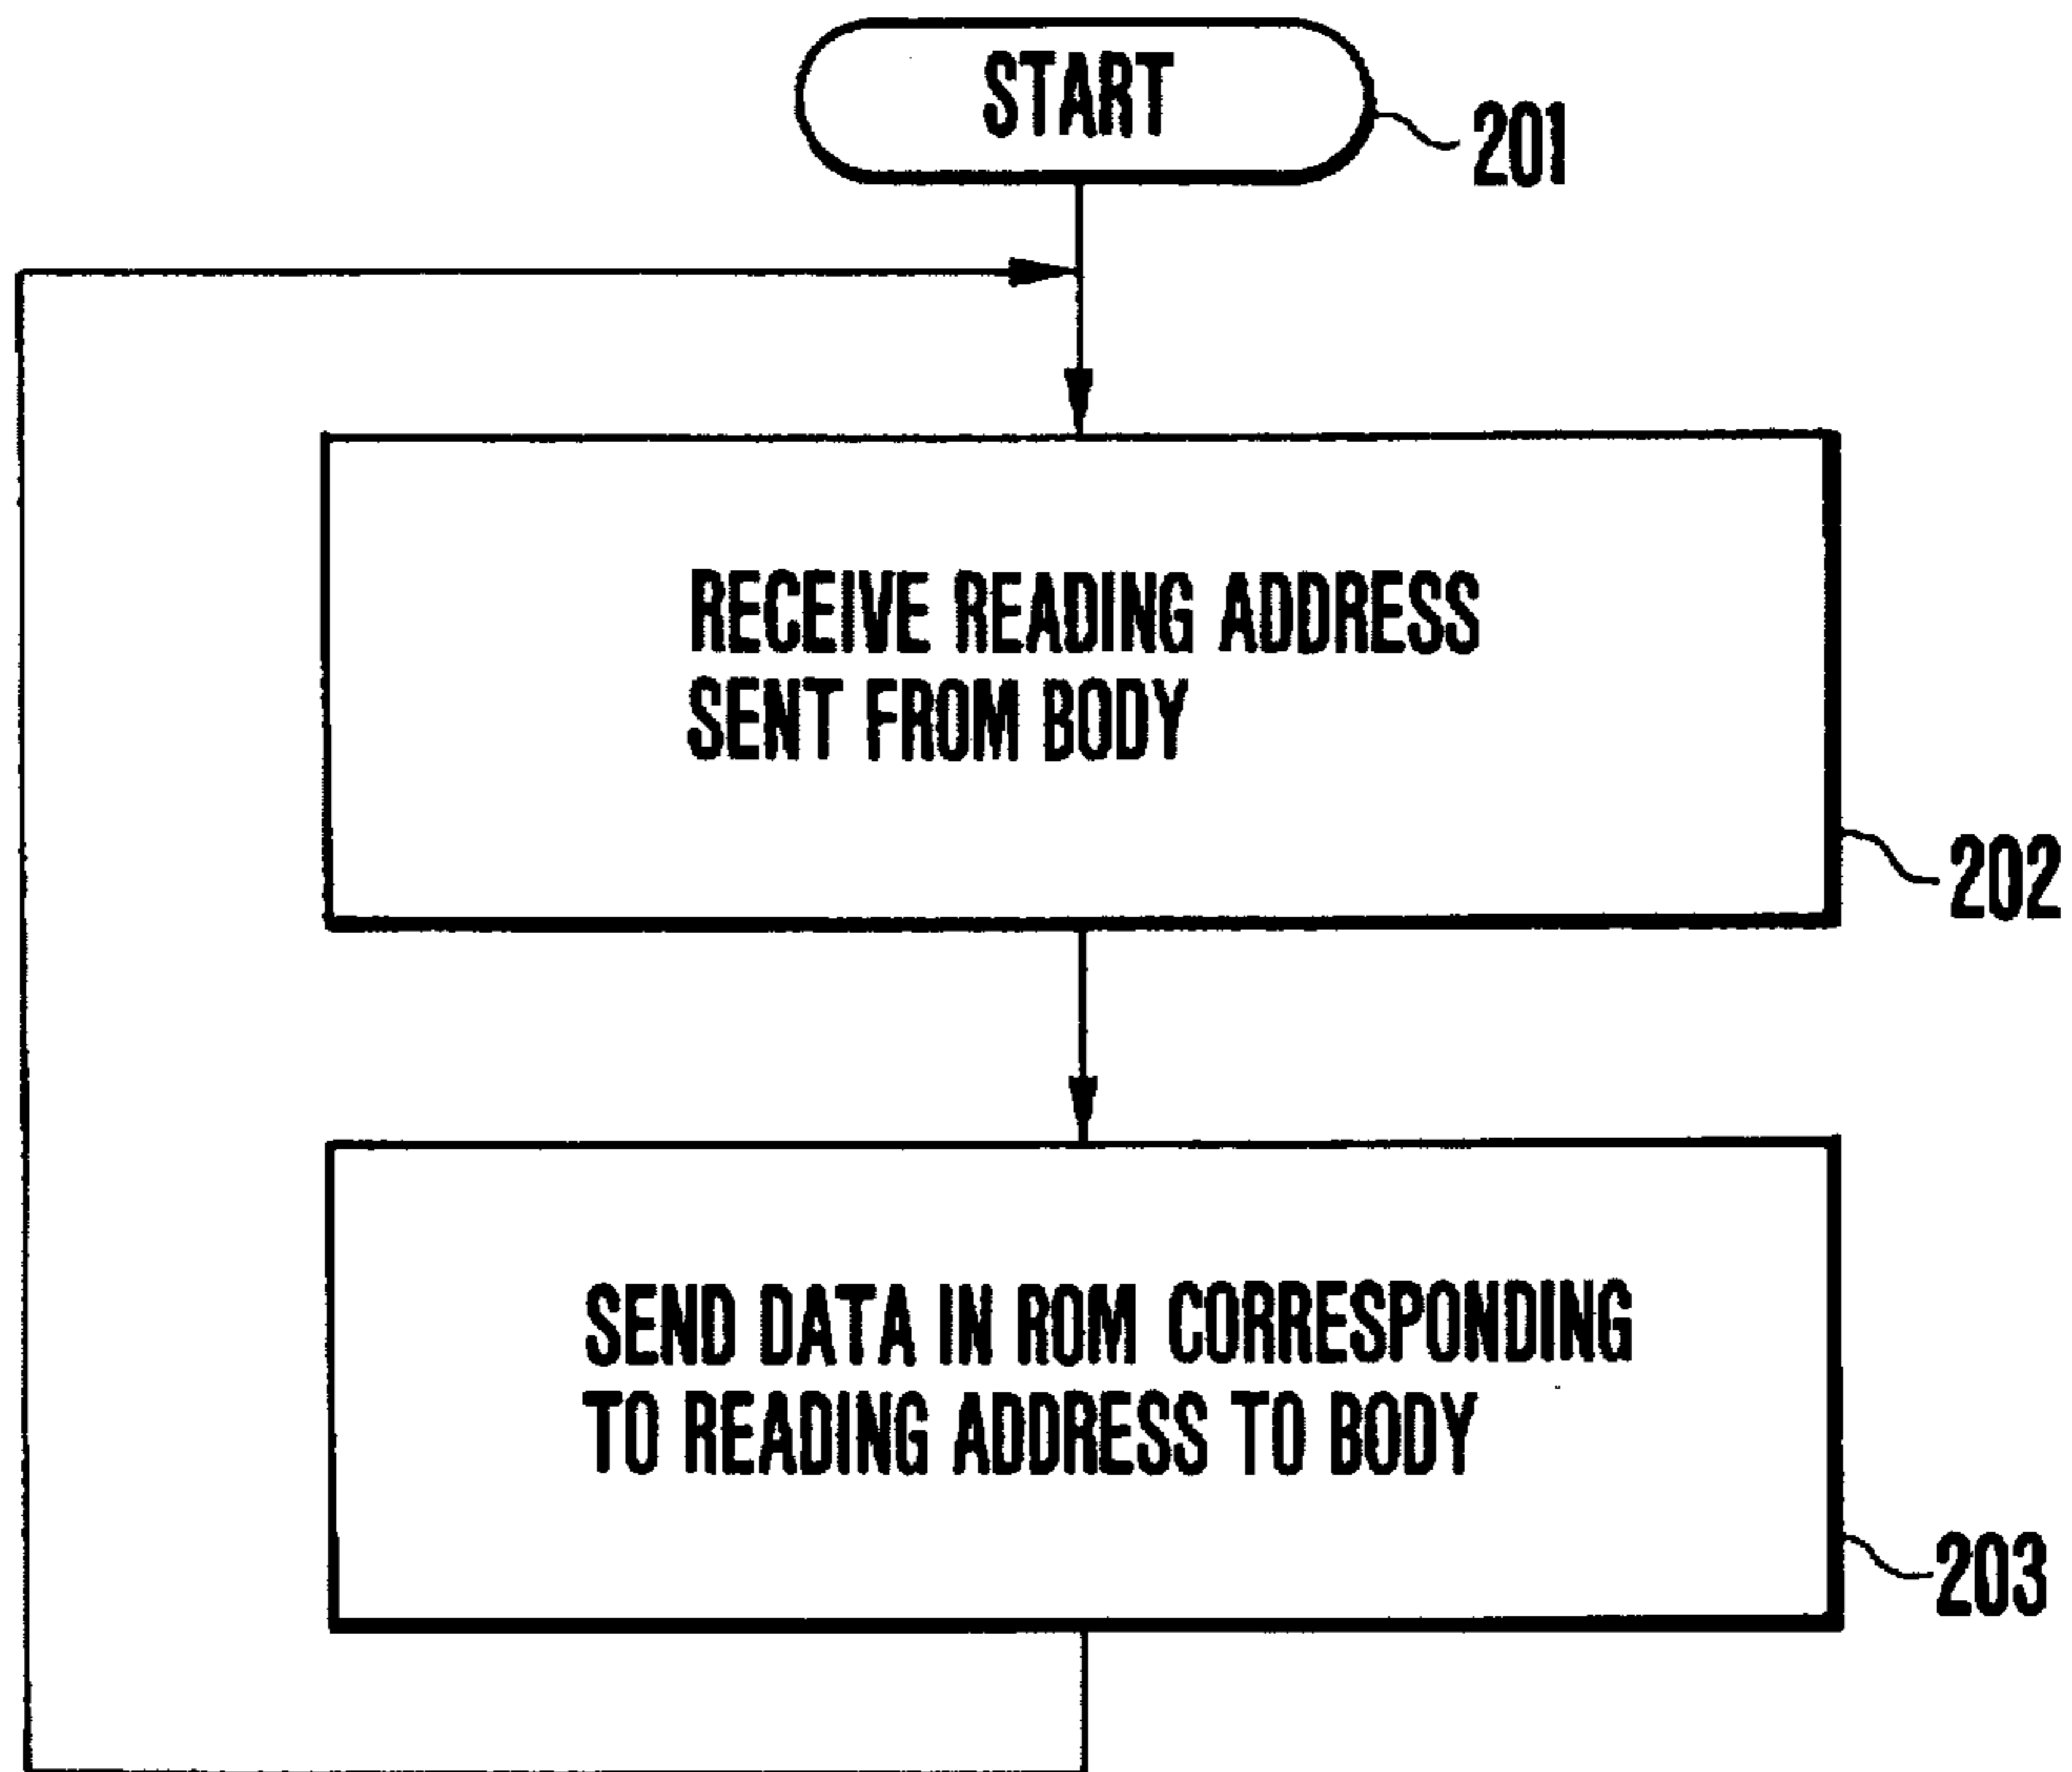 START
201
RECEIVE READING ADDRESS
SENT FROM BODY
202
SEND DATA IN ROM CORRESPONDING
TO READING ADDRESS TO BODY
203